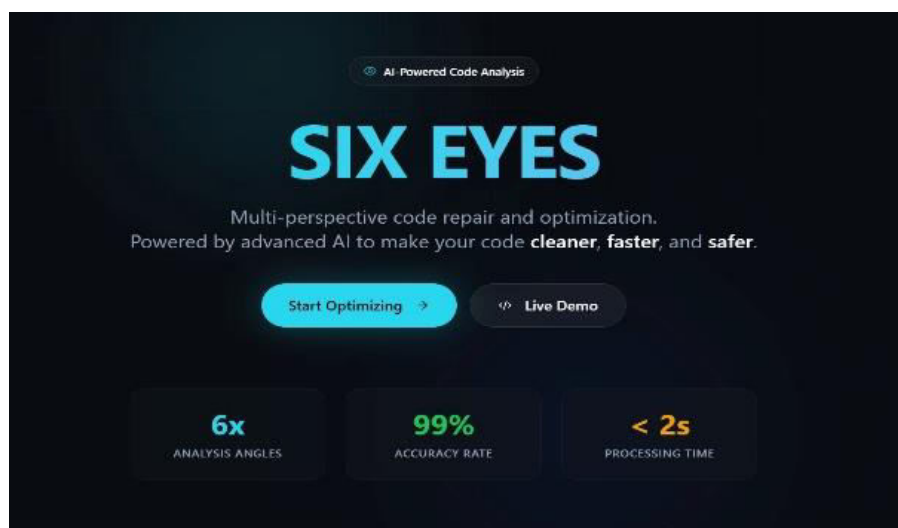 AI-Powered Code Analysis
SIX EYES
Multi-perspective code repair and optimization.
Powered by advanced AI to make your code cleaner, faster, and safer.
Start Optimizing →
</> Live Demo
6x
ANALYSIS ANGLES
99%
ACCURACY RATE
< 2s
PROCESSING TIME